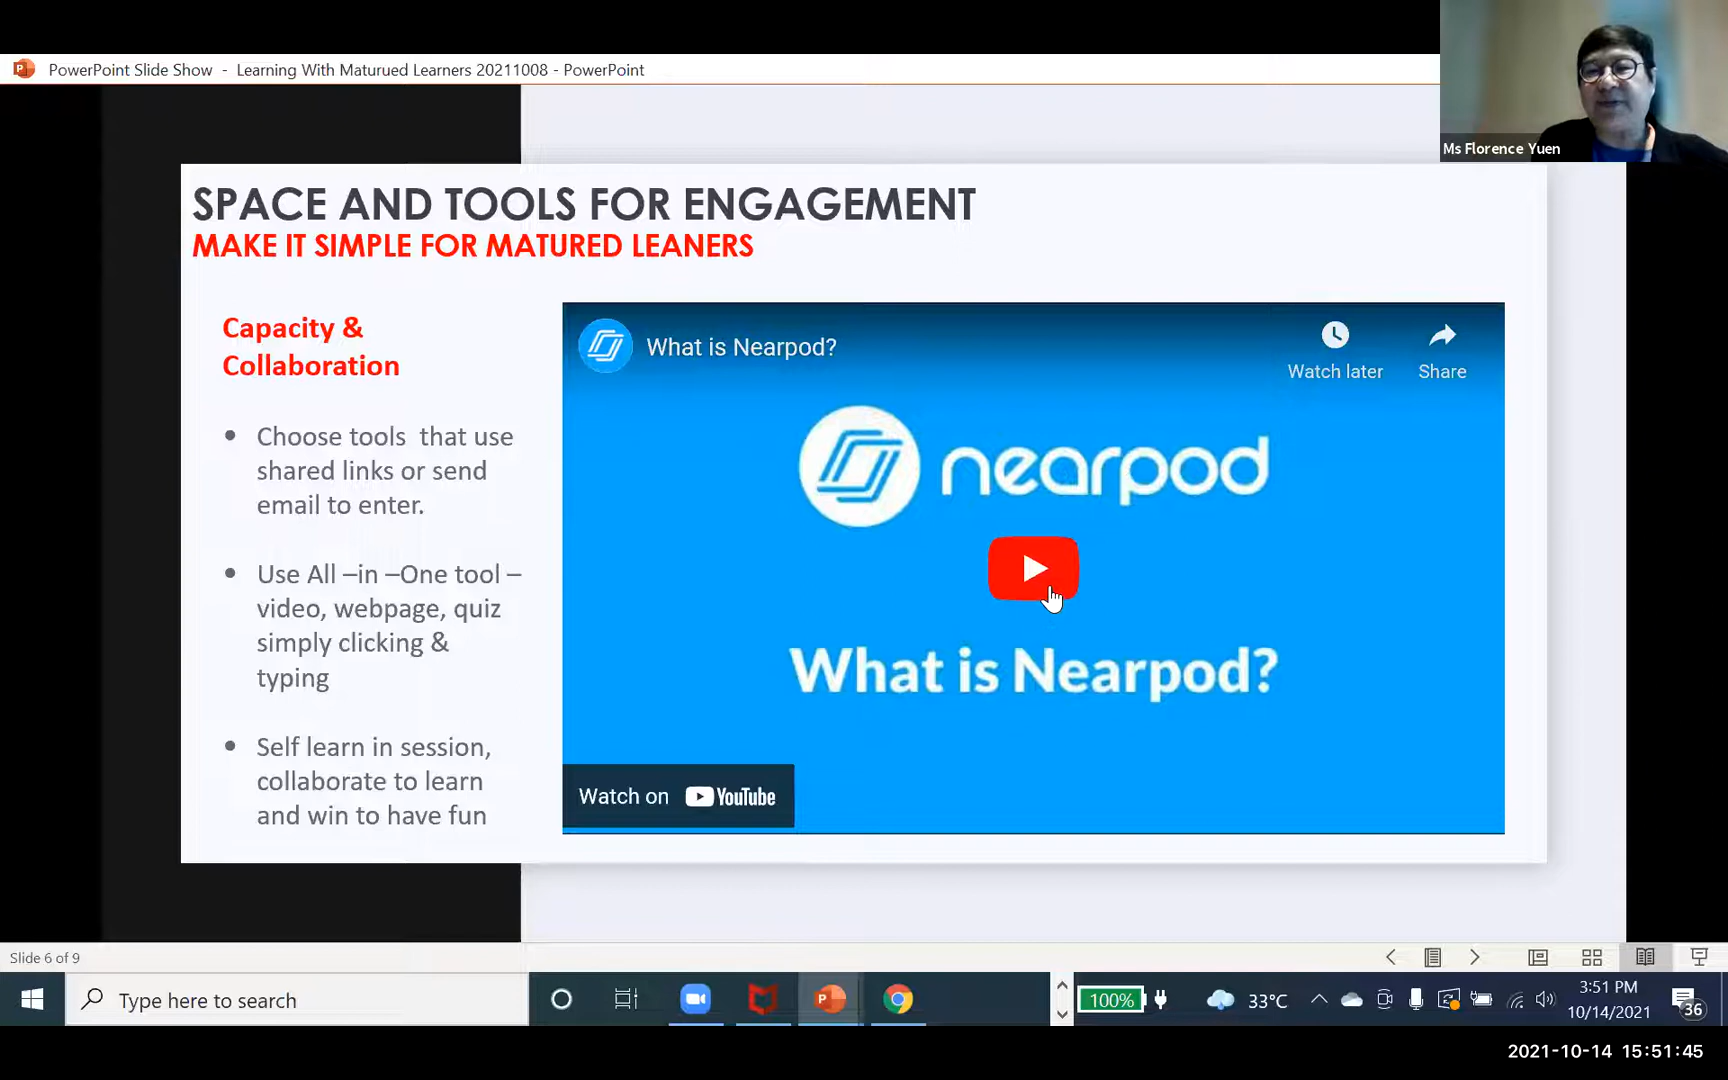 PowerPoint Slide Show - Learning With Maturued Learners 20211008 - PowerPoint
Ms Florence Yuen
SPACE AND TOOLS FOR ENGAGEMENT
MAKE IT SIMPLE FOR MATURED LEANERS
Capacity &
Collaboration
• Choose tools  that use
shared links or send
email to enter.
• Use All –in –One tool –
video, webpage, quiz
simply clicking &
typing
• Self learn in session,
collaborate to learn
and win to have fun
What is Nearpod?
Watch later
Share
nearpod
What is Nearpod?
Watch on YouTube
Slide 6 of 9
Type here to search
100%
33°C
3:51 PM
10/14/2021
36
2021-10-14 15:51:45